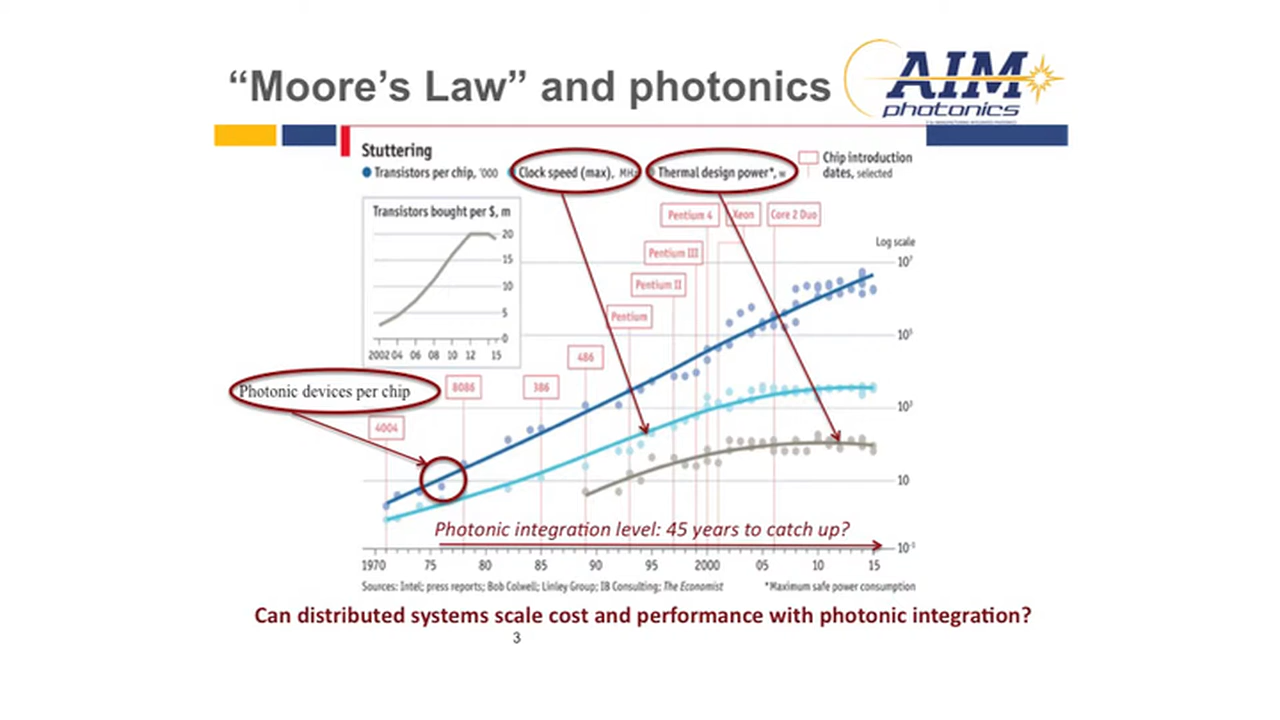 “Moore’s Law” and photonics
AIM
photonics
Stuttering
Transistors per chip, '000
Clock speed (max), MHz
Thermal design power*, w
Chip introduction
dates, selected
Transistors bought per $, m
20
15
10
5
0
2002 04 06 08 10 12 15
Pentium 4
Xeon
Core 2 Duo
Pentium III
Pentium II
Pentium
486
386
8086
4004
Log scale
10⁷
10⁵
10³
10
10⁻¹
Photonic devices per chip
Photonic integration level: 45 years to catch up?
1970 75 80 85 90 95 2000 05 10 15
Sources: Intel; press reports; Bob Colwell; Linley Group; IB Consulting; The Economist
*Maximum safe power consumption
Can distributed systems scale cost and performance with photonic integration?
3